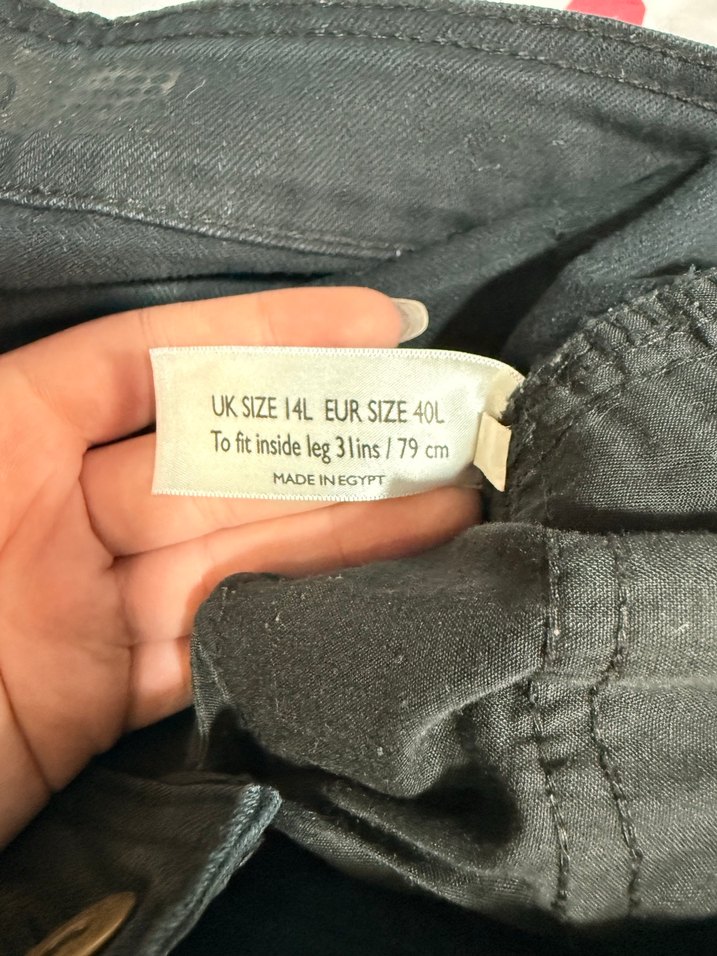 UK SIZE 14L EUR SIZE 40L
To fit inside leg 31ins / 79 cm
MADE IN EGYPT